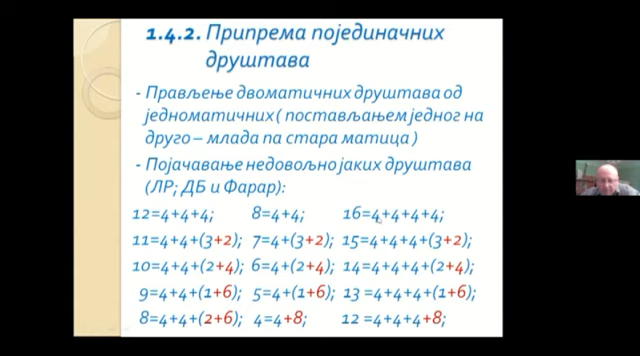 1.4.2. Припрема појединачних
друштава
- Прављење двоматичних друштава од
једноматичних ( постављањем једног на
друго – млада па стара матица )
- Појачавање недовољно јаких друштава
(ЛР; ДБ и Фарар):
12=4+4+4; 8=4+4; 16=4+4+4+4;
11=4+4+(3+2); 7=4+(3+2); 15=4+4+4+(3+2);
10=4+4+(2+4); 6=4+(2+4); 14=4+4+4+(2+4);
9=4+4+(1+6); 5=4+(1+6); 13 =4+4+4+(1+6);
8=4+4+(2+6); 4=4+8; 12 =4+4+4+8;